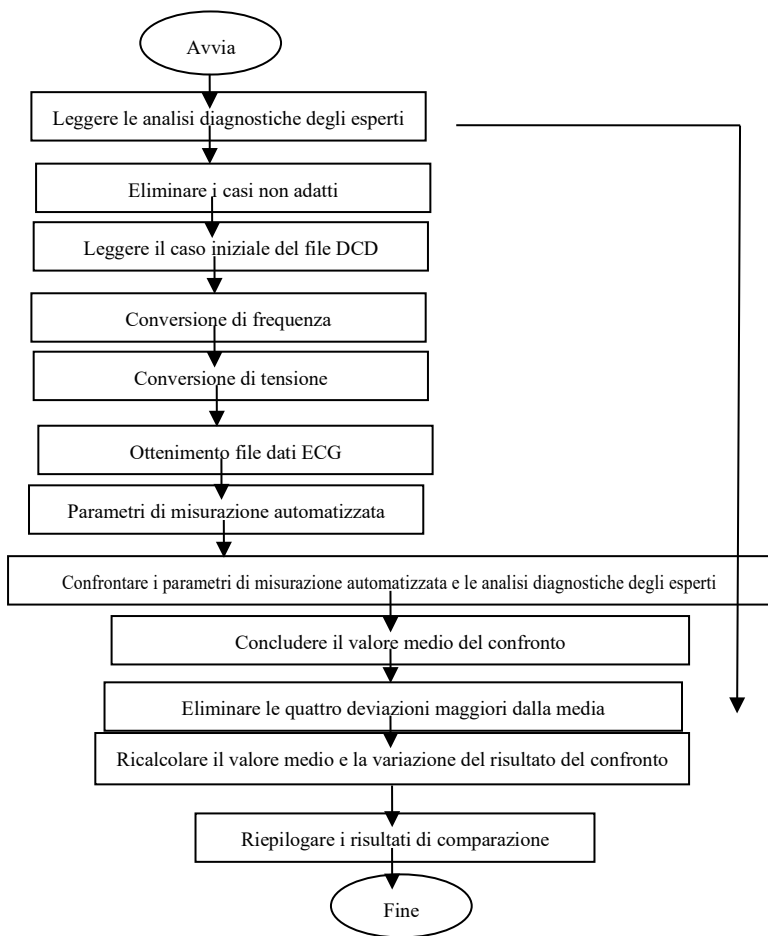 Avvia
Leggere le analisi diagnostiche degli esperti
Eliminare i casi non adatti
Leggere il caso iniziale del file DCD
Conversione di frequenza
Conversione di tensione
Ottenimento file dati ECG
Parametri di misurazione automatizzata
Confrontare i parametri di misurazione automatizzata e le analisi diagnostiche degli esperti
Concludere il valore medio del confronto
Eliminare le quattro deviazioni maggiori dalla media
Ricalcolare il valore medio e la variazione del risultato del confronto
Riepilogare i risultati di comparazione
Fine